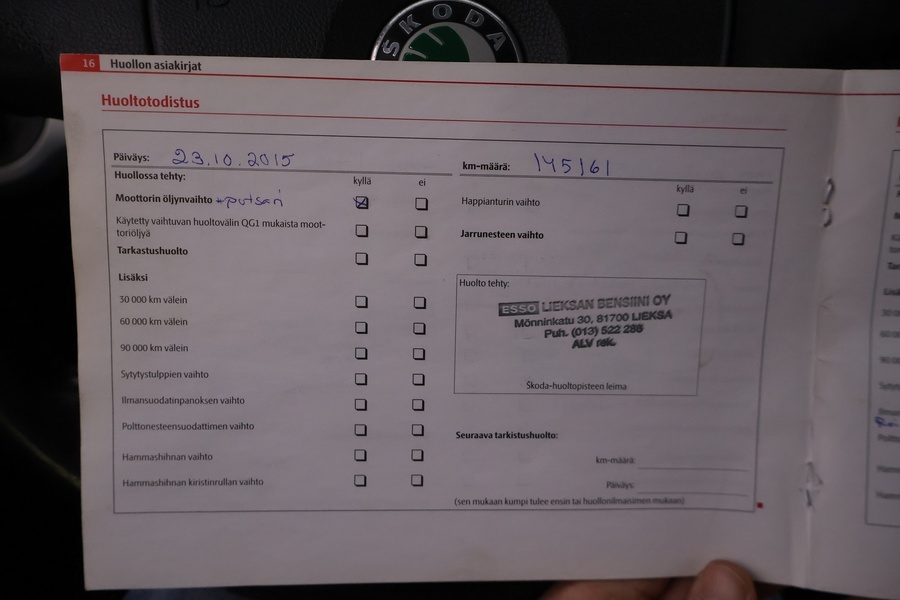 SKODA
16 Huollon asiakirjat
Huoltotodistus
Päiväys: 23.10.2015
km-määrä: 145161
Huollossa tehty:
kyllä ei
Moottorin öljynvaihto
Käytetty vaihtuvan huoltovälin QG1 mukaista moot-
toriöljyä
Tarkastushuolto
Lisäksi
30 000 km välein
60 000 km välein
90 000 km välein
Sytytystulppien vaihto
Ilmansuodatinpanoksen vaihto
Polttonesteensuodattimen vaihto
Hammashihnan vaihto
Hammashihnan kiristinrullan vaihto
kyllä ei
Happianturin vaihto
Jarrunesteen vaihto
Huolto tehty:
ESSO LIEKSAN BENSIINI OY
Mönninkatu 30, 81700 LIEKSA
Puh. (013) 522 288
ALV rek.
Škoda-huoltopisteen leima
Seuraava tarkistushuolto:
km-määrä:
Päiväys:
(sen mukaan kumpi tulee ensin tai huollonilmaisimen mukaan)